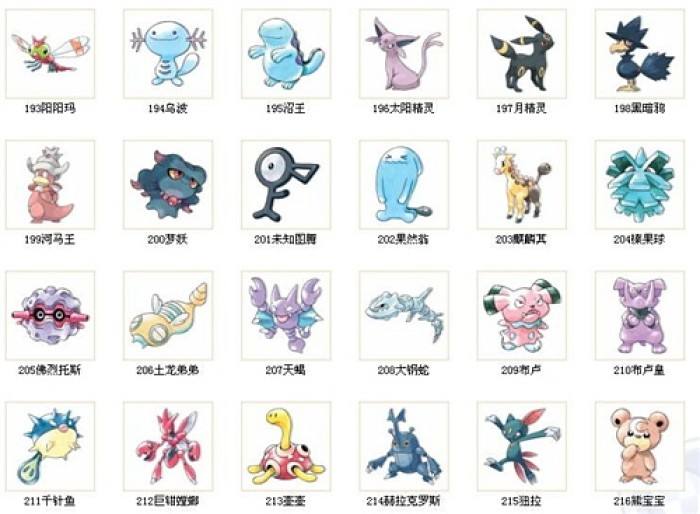 193阳阳玛
194乌波
195沼王
196太阳精灵
197月精灵
198黑暗鸦
199河马王
200梦妖
201未知图腾
202果然翁
203麒麟其
204榛果球
205佛烈托斯
206土龙弟弟
207天蝎
208大钢蛇
209布卢
210布卢皇
211千针鱼
212巨钳螳螂
213壶壶
214赫拉克罗斯
215狃拉
216熊宝宝